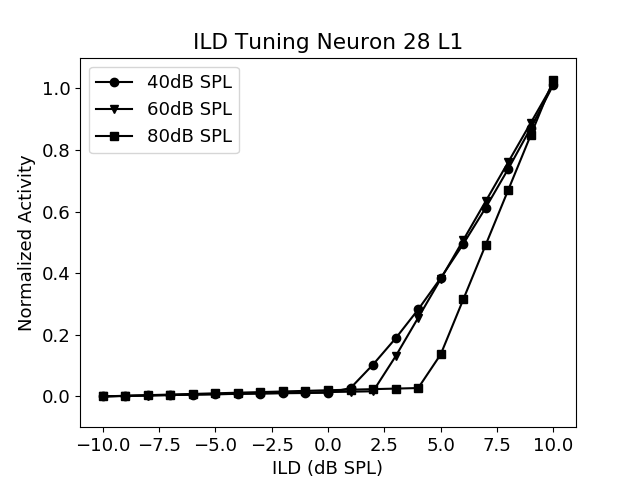 ILD Tuning Neuron 28 L1
40dB SPL
60dB SPL
80dB SPL
Normalized Activity
1.0
0.8
0.6
0.4
0.2
0.0
−10.0 −7.5 −5.0 −2.5 0.0 2.5 5.0 7.5 10.0
ILD (dB SPL)